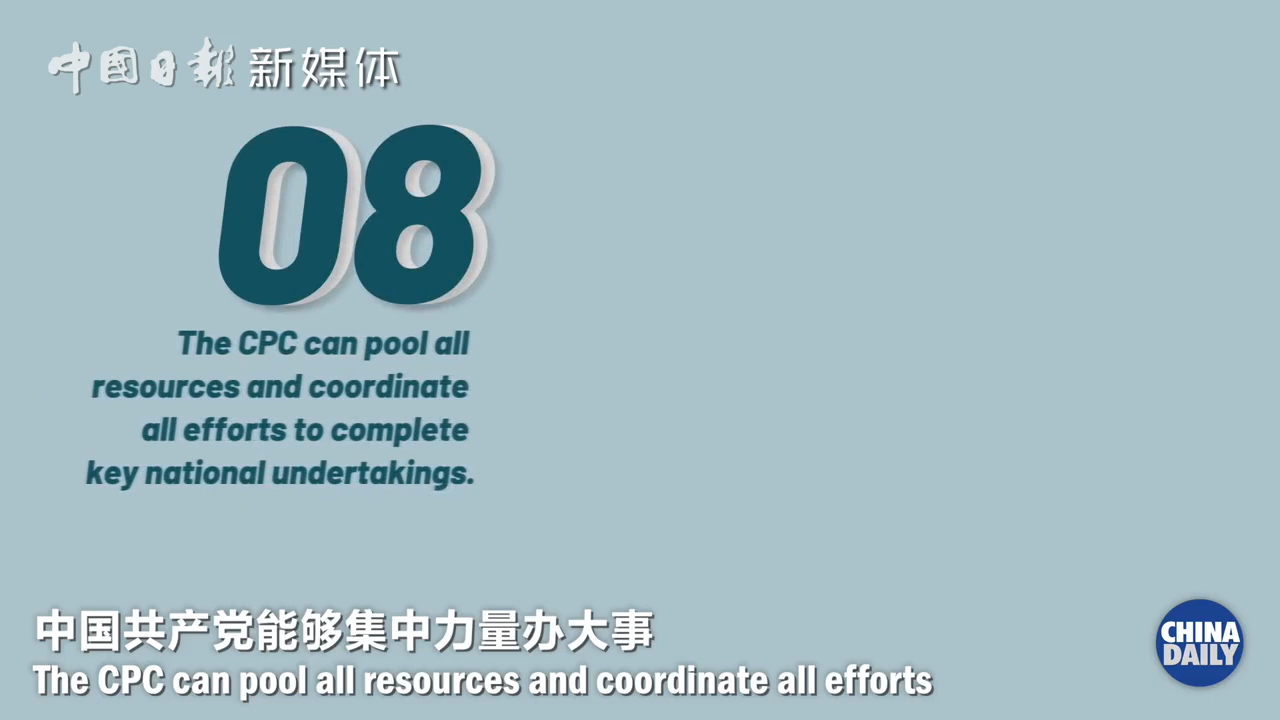 中國日報 新媒体
08
The CPC can pool all
resources and coordinate
all efforts to complete
key national undertakings.
中国共产党能够集中力量办大事
The CPC can pool all resources and coordinate all efforts
CHINA
DAILY